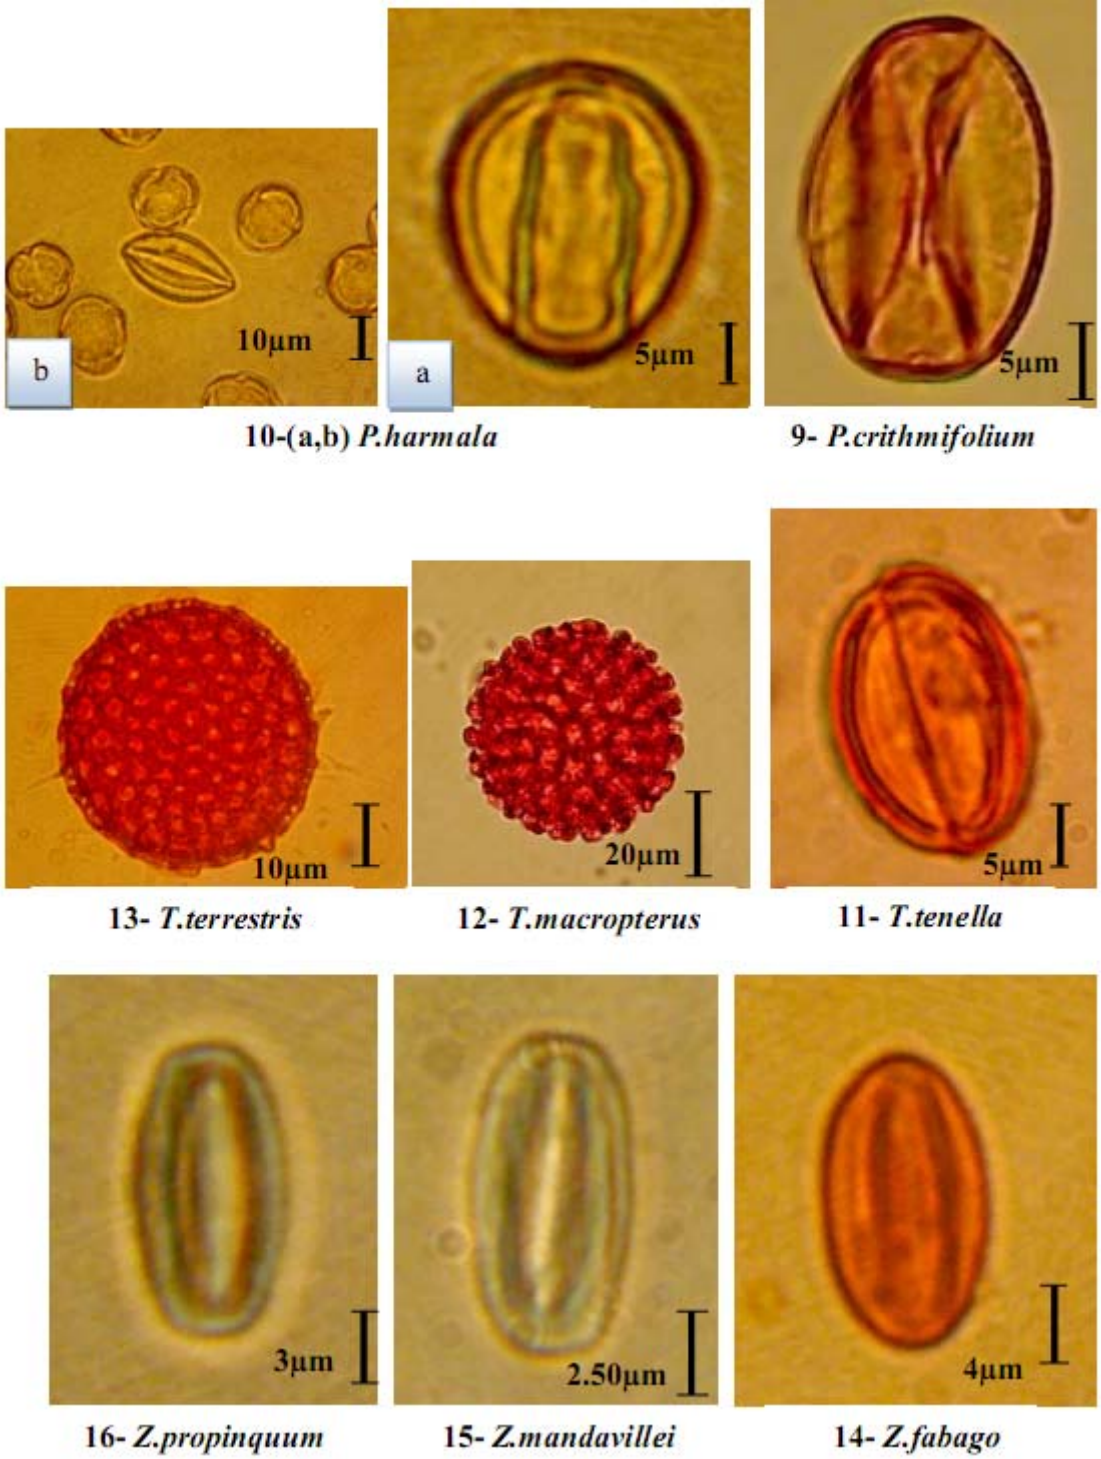 10µm
b
5µm
a
5µm
10-(a,b) P.harmala
9- P.crithmifolium
10µm
20µm
5µm
13- T.terrestris
12- T.macropterus
11- T.tenella
3µm
2.50µm
4µm
16- Z.propinquum
15- Z.mandavillei
14- Z.fabago